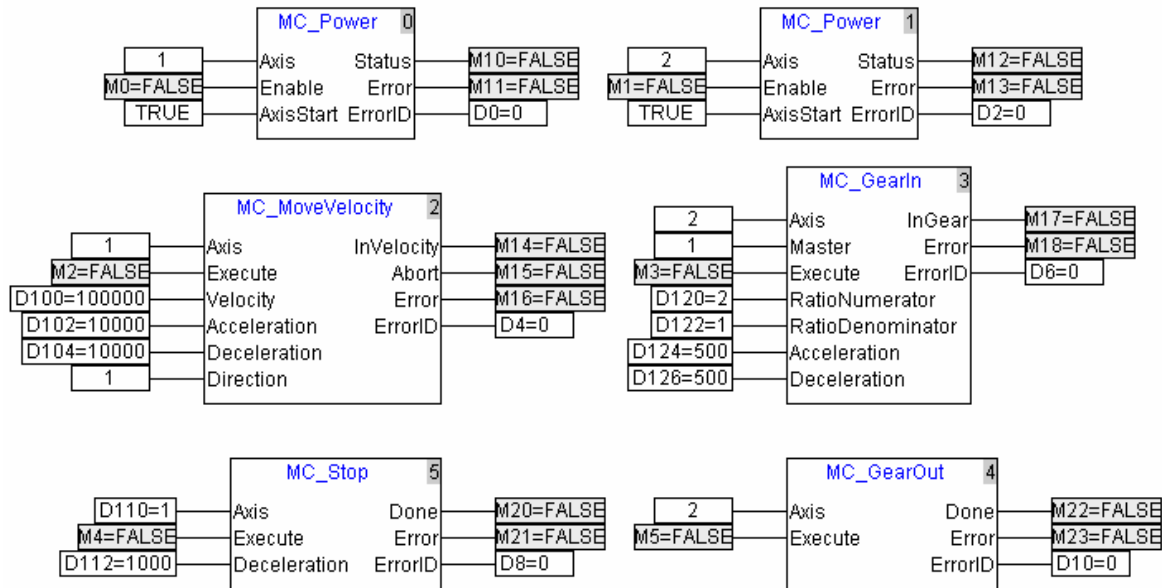 MC_Power 0
1 Axis Status M10=FALSE
M0=FALSE Enable Error M11=FALSE
TRUE AxisStart ErrorID D0=0
MC_Power 1
2 Axis Status M12=FALSE
M1=FALSE Enable Error M13=FALSE
TRUE AxisStart ErrorID D2=0
MC_MoveVelocity 2
1 Axis InVelocity M14=FALSE
M2=FALSE Execute Abort M15=FALSE
D100=100000 Velocity Error M16=FALSE
D102=10000 Acceleration ErrorID D4=0
D104=10000 Deceleration
1 Direction
MC_GearIn 3
2 Axis InGear M17=FALSE
1 Master Error M18=FALSE
M3=FALSE Execute ErrorID D6=0
D120=2 RatioNumerator
D122=1 RatioDenominator
D124=500 Acceleration
D126=500 Deceleration
MC_Stop 5
D110=1 Axis Done M20=FALSE
M4=FALSE Execute Error M21=FALSE
D112=1000 Deceleration ErrorID D8=0
MC_GearOut 4
2 Axis Done M22=FALSE
M5=FALSE Execute Error M23=FALSE
ErrorID D10=0